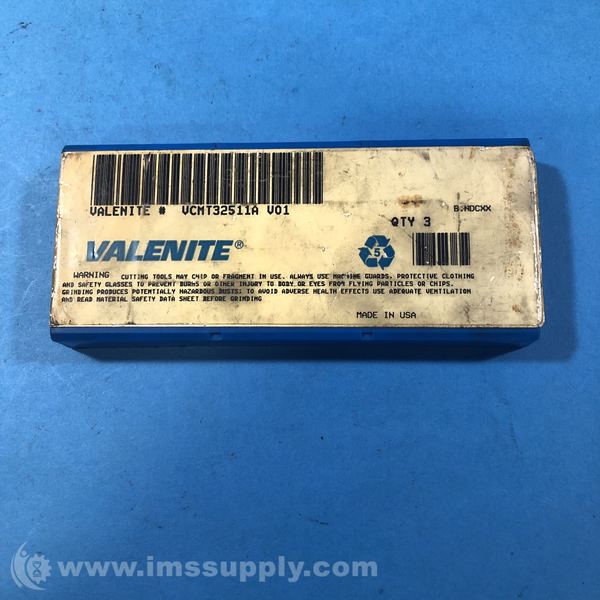 VALENITE # VCMT32511A V01
QTY 3
VALENITE®
5
WARNING CUTTING TOOLS MAY CHIP OR FRAGMENT IN USE. ALWAYS USE MACHINE GUARDS, PROTECTIVE CLOTHING
AND SAFETY GLASSES TO PREVENT BURNS OR OTHER INJURY TO BODY OR EYES FROM FLYING PARTICLES OR CHIPS.
GRINDING PRODUCES POTENTIALLY HAZARDOUS DUSTS: TO AVOID ADVERSE HEALTH EFFECTS USE ADEQUATE VENTILATION
AND READ MATERIAL SAFETY DATA SHEET BEFORE GRINDING
MADE IN USA
www.imssupply.com